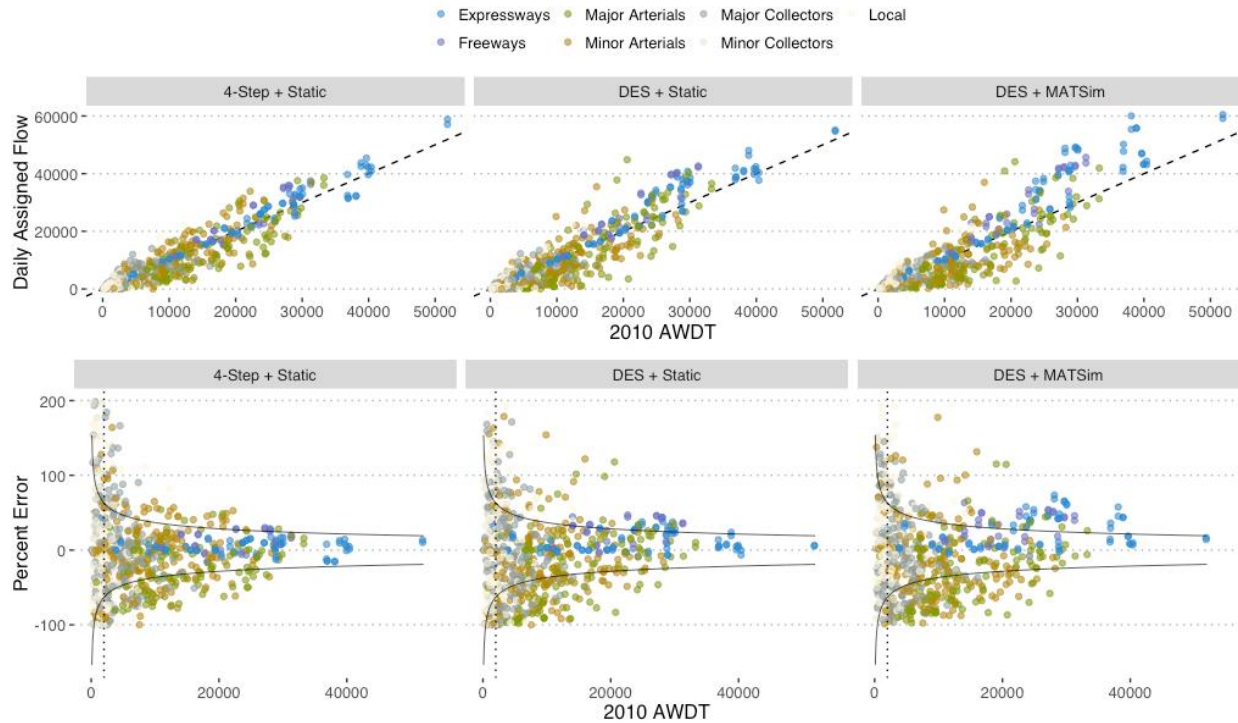 Expressways Major Arterials Major Collectors Local
Freeways Minor Arterials Minor Collectors
4-Step + Static DES + Static DES + MATSim
Daily Assigned Flow
60000
40000
20000
0
0 10000 20000 30000 40000 50000 0 10000 20000 30000 40000 50000 0 10000 20000 30000 40000 50000
2010 AWDT
4-Step + Static DES + Static DES + MATSim
Percent Error
200
100
0
-100
0 20000 40000 0 20000 40000 0 20000 40000
2010 AWDT